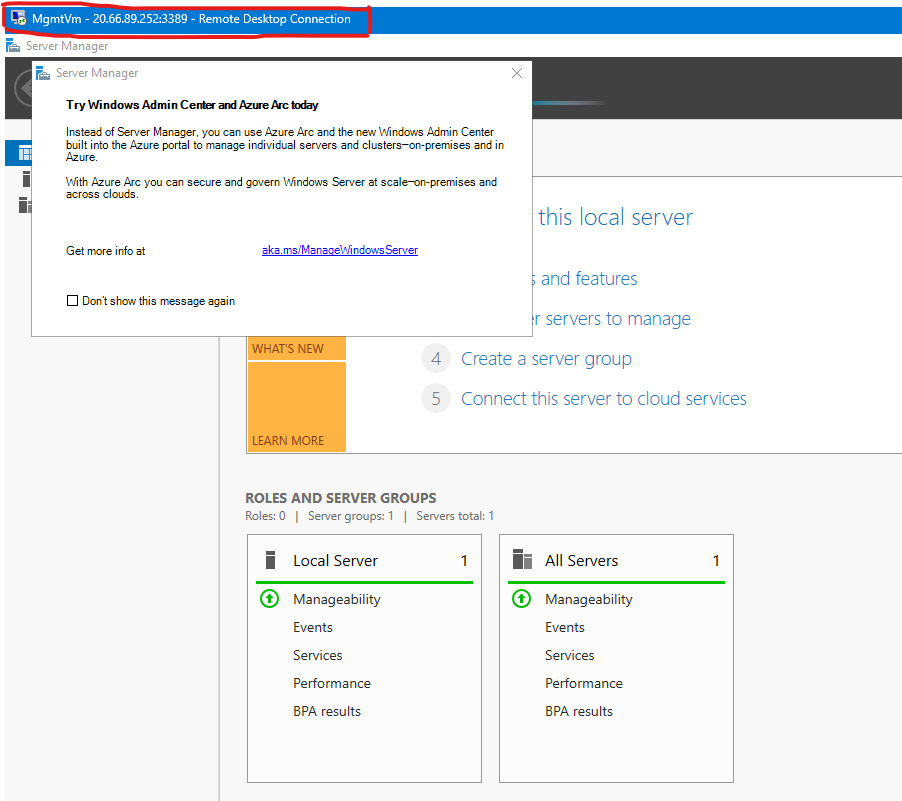 MgmtVm - 20.66.89.252:3389 - Remote Desktop Connection
Server Manager
Server Manager
Try Windows Admin Center and Azure Arc today
Instead of Server Manager, you can use Azure Arc and the new Windows Admin Center
built into the Azure portal to manage individual servers and clusters—on-premises and in
Azure.
With Azure Arc you can secure and govern Windows Server at scale—on-premises and
across clouds.
Get more info at aka.ms/ManageWindowsServer
Don't show this message again
this local server
and features
servers to manage
WHAT'S NEW
4 Create a server group
5 Connect this server to cloud services
LEARN MORE
ROLES AND SERVER GROUPS
Roles: 0 | Server groups: 1 | Servers total: 1
Local Server 1
Manageability
Events
Services
Performance
BPA results
All Servers 1
Manageability
Events
Services
Performance
BPA results